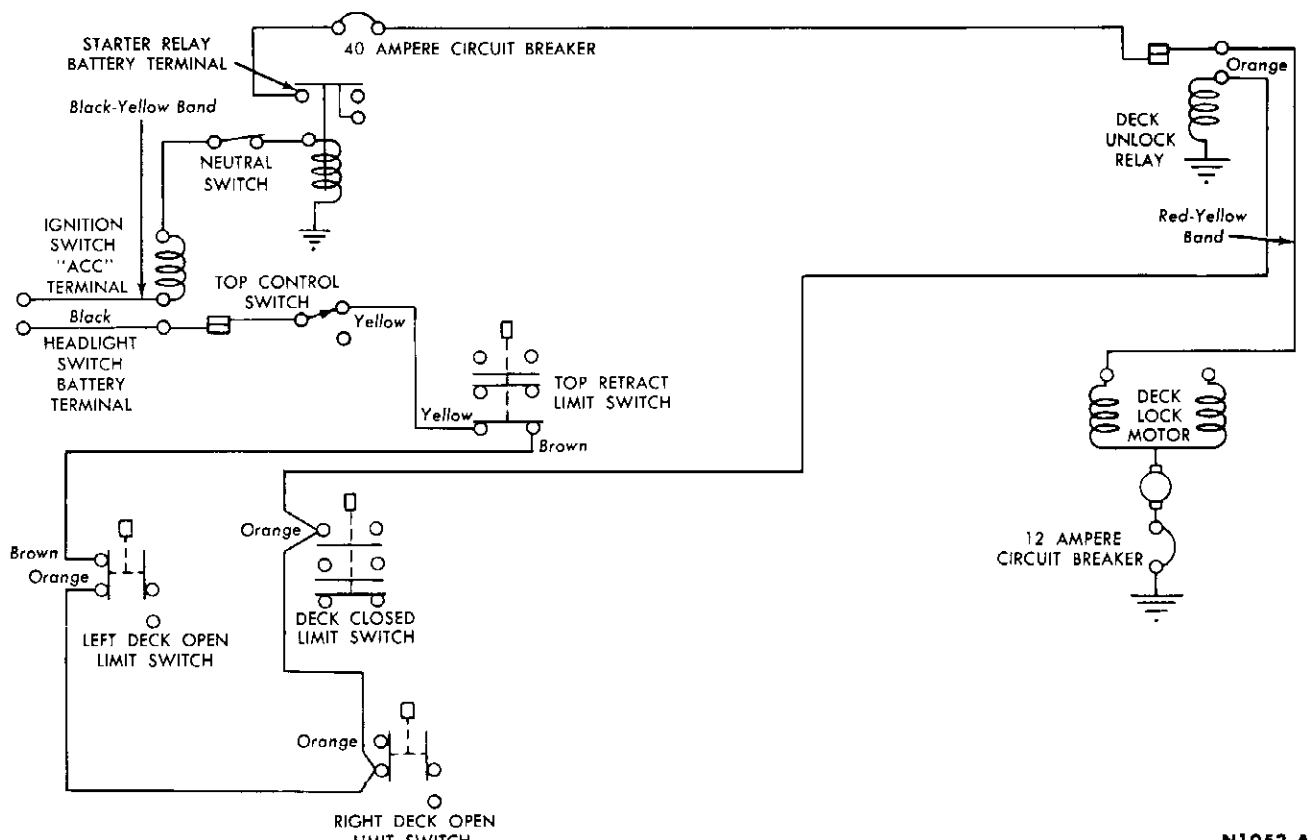 40 AMPERE CIRCUIT BREAKER
STARTER RELAY
BATTERY TERMINAL
Black-Yellow Band
NEUTRAL
SWITCH
Orange
DECK
UNLOCK
RELAY
Red-Yellow
Band
IGNITION
SWITCH
"ACC"
TERMINAL
TOP CONTROL
SWITCH
Black
Yellow
HEADLIGHT
SWITCH
BATTERY
TERMINAL
TOP RETRACT
LIMIT SWITCH
Yellow
Brown
DECK
LOCK
MOTOR
12 AMPERE
CIRCUIT BREAKER
Brown
Orange
LEFT DECK OPEN
LIMIT SWITCH
Orange
DECK CLOSED
LIMIT SWITCH
Orange
RIGHT DECK OPEN
LIMIT SWITCH
N1952-A